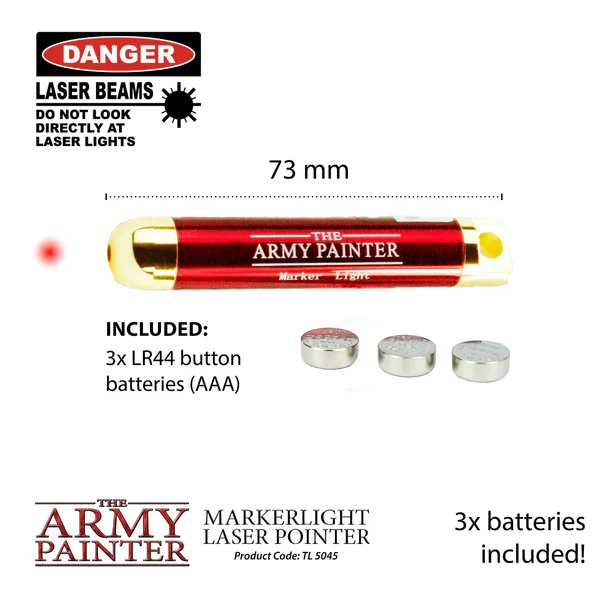 DANGER
LASER BEAMS
DO NOT LOOK
DIRECTLY AT
LASER LIGHTS
73 mm
THE
ARMY PAINTER
Marker Light
INCLUDED:
3x LR44 button
batteries (AAA)
THE
ARMY
PAINTER
MARKERLIGHT
LASER POINTER
Product Code: TL 5045
3x batteries
included!